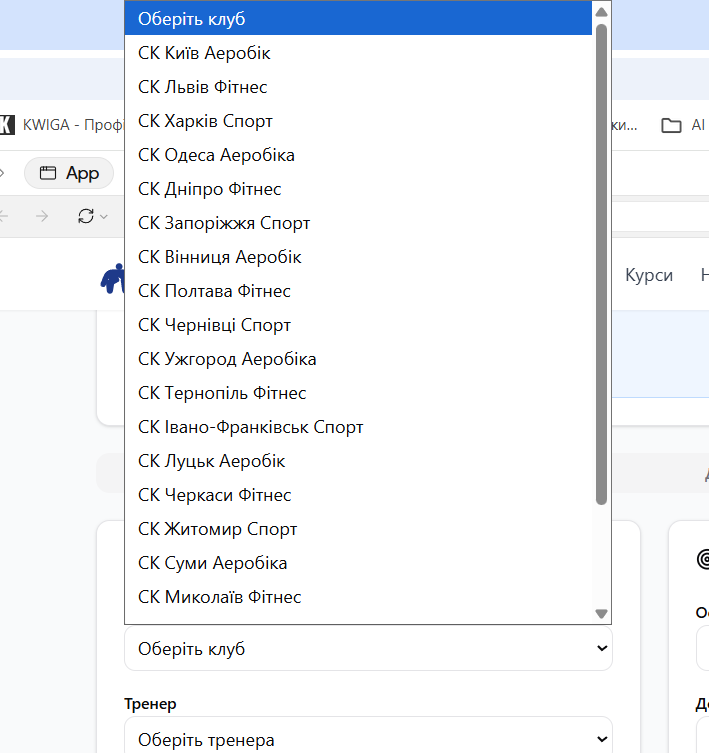 Оберіть клуб
СК Київ Аеробік
СК Львів Фітнес
СК Харків Спорт
KWIGA - Профі
ки...
AI
СК Одеса Аеробіка
App
СК Дніпро Фітнес
СК Запоріжжя Спорт
СК Вінниця Аеробік
Курси
Н
СК Полтава Фітнес
СК Чернівці Спорт
СК Ужгород Аеробіка
СК Тернопіль Фітнес
СК Івано-Франківськ Спорт
СК Луцьк Аеробік
СК Черкаси Фітнес
СК Житомир Спорт
СК Суми Аеробіка
СК Миколаїв Фітнес
Оберіть клуб
Тренер
Оберіть тренера